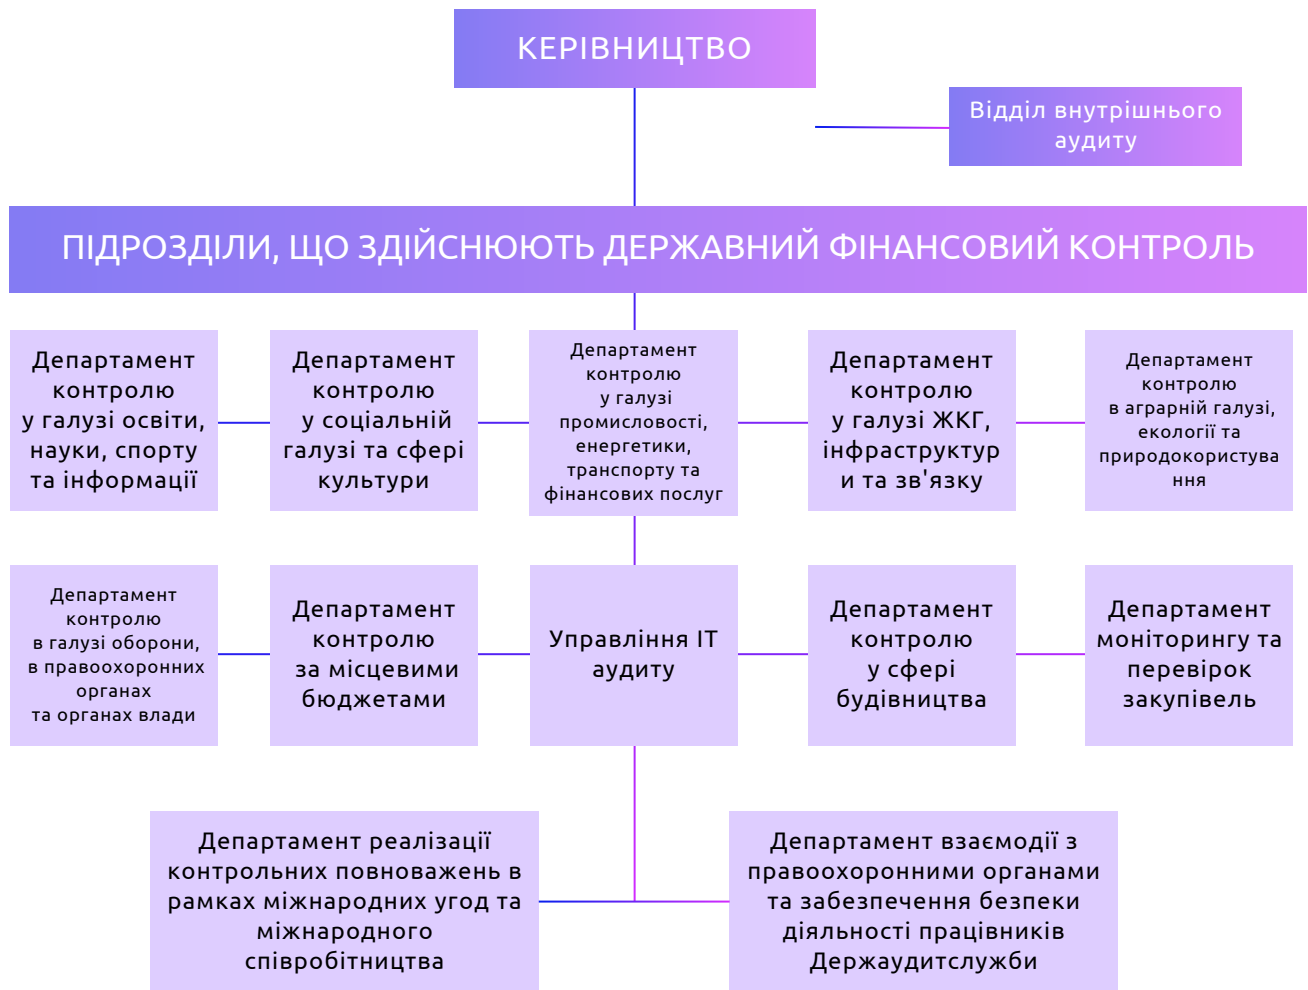 КЕРІВНИЦТВО
Відділ внутрішнього
аудиту
ПІДРОЗДІЛИ, ЩО ЗДІЙСНЮЮТЬ ДЕРЖАВНИЙ ФІНАНСОВИЙ КОНТРОЛЬ
Департамент
контролю
у галузі освіти,
науки, спорту
та інформації
Департамент
контролю
у соціальній
галузі та сфері
культури
Департамент
контролю
у галузі
промисловості,
енергетики,
транспорту та
фінансових послуг
Департамент
контролю
у галузі ЖКГ,
інфраструктур
и та зв'язку
Департамент
контролю
в аграрній галузі,
екології та
природокористува
ння
Департамент
контролю
в галузі оборони,
в правоохоронних
органах
та органах влади
Департамент
контролю
за місцевими
бюджетами
Управління ІТ
аудиту
Департамент
контролю
у сфері
будівництва
Департамент
моніторингу та
перевірок
закупівель
Департамент реалізації
контрольних повноважень в
рамках міжнародних угод та
міжнародного
співробітництва
Департамент взаємодії з
правоохоронними органами
та забезпечення безпеки
діяльності працівників
Держаудитслужби